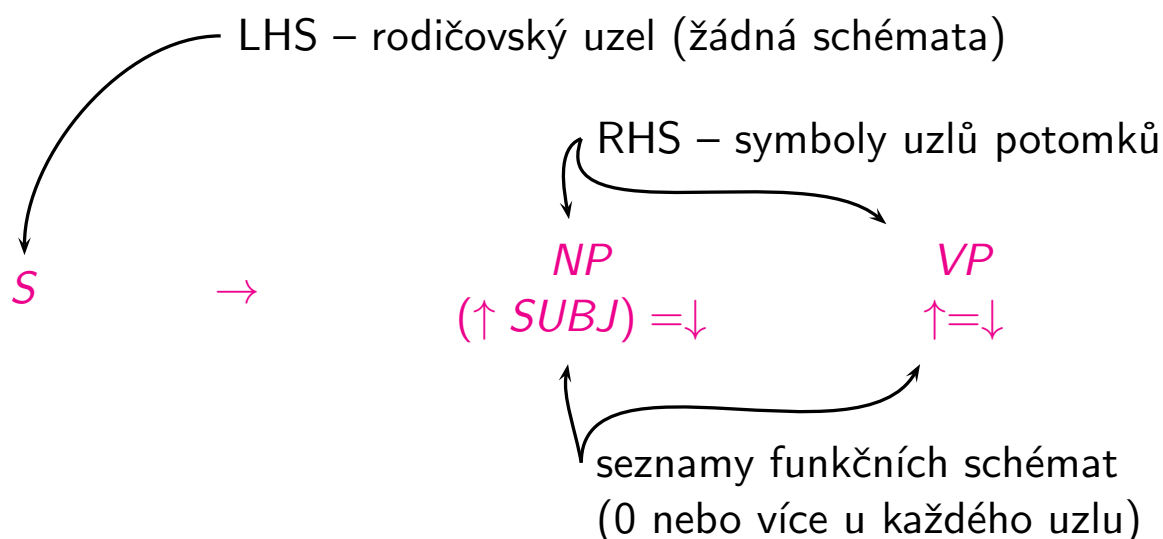 LHS – rodičovský uzel (žádná schémata)
RHS – symboly uzlů potomků
S → NP VP
(↑ SUBJ) =↓ ↑=↓
seznamy funkčních schémat
(0 nebo více u každého uzlu)